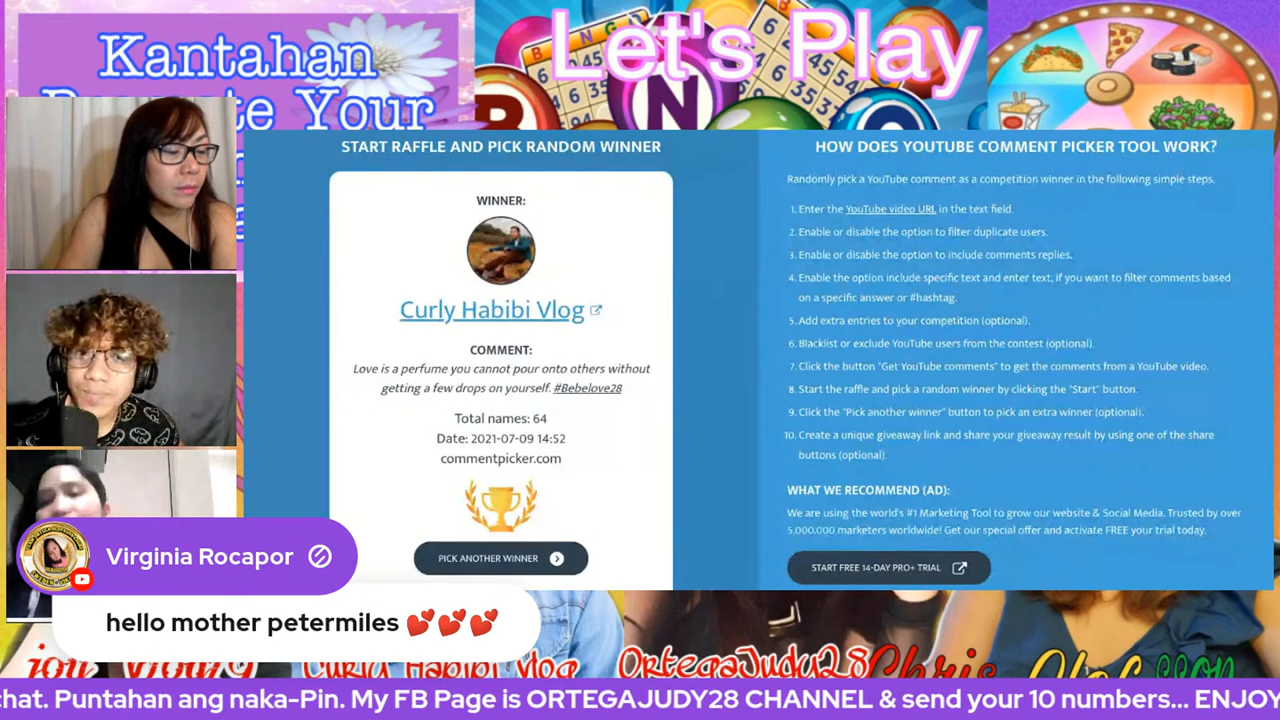 Kantahan
Let's Play
te Your
START RAFFLE AND PICK RANDOM WINNER
WINNER:
Curly Habibi Vlog
COMMENT:
Love is a perfume you cannot pour onto others without
getting a few drops on yourself. #Bebelove28
Total names: 64
Date: 2021-07-09 14:52
commentpicker.com
PICK ANOTHER WINNER
HOW DOES YOUTUBE COMMENT PICKER TOOL WORK?
Randomly pick a YouTube comment as a competition winner in the following simple steps.
1. Enter the YouTube video URL in the text field.
2. Enable or disable the option to filter duplicate users.
3. Enable or disable the option to include comments replies.
4. Enable the option include specific text and enter text, if you want to filter comments based
on a specific answer or #hashtag.
5. Add extra entries to your competition (optional).
6. Blacklist or exclude YouTube users from the contest (optional).
7. Click the button "Get YouTube comments" to get the comments from a YouTube video.
8. Start the raffle and pick a random winner by clicking the "Start" button.
9. Click the "Pick another winner" button to pick an extra winner (optional).
10. Create a unique giveaway link and share your giveaway result by using one of the share
buttons (optional).
WHAT WE RECOMMEND (AD):
We are using the world's #1 Marketing Tool to grow our website & Social Media. Trusted by over
5.000.000 marketers worldwide! Get our special offer and activate FREE your trial today.
START FREE 14-DAY PRO+ TRIAL
Virginia Rocapor
hello mother petermiles 💕💕💕
Curly Habibi Vlog
OrtegaJudy28
chat. Puntahan ang naka-Pin. My FB Page is ORTEGAJUDY28 CHANNEL & send your 10 numbers... ENJOY